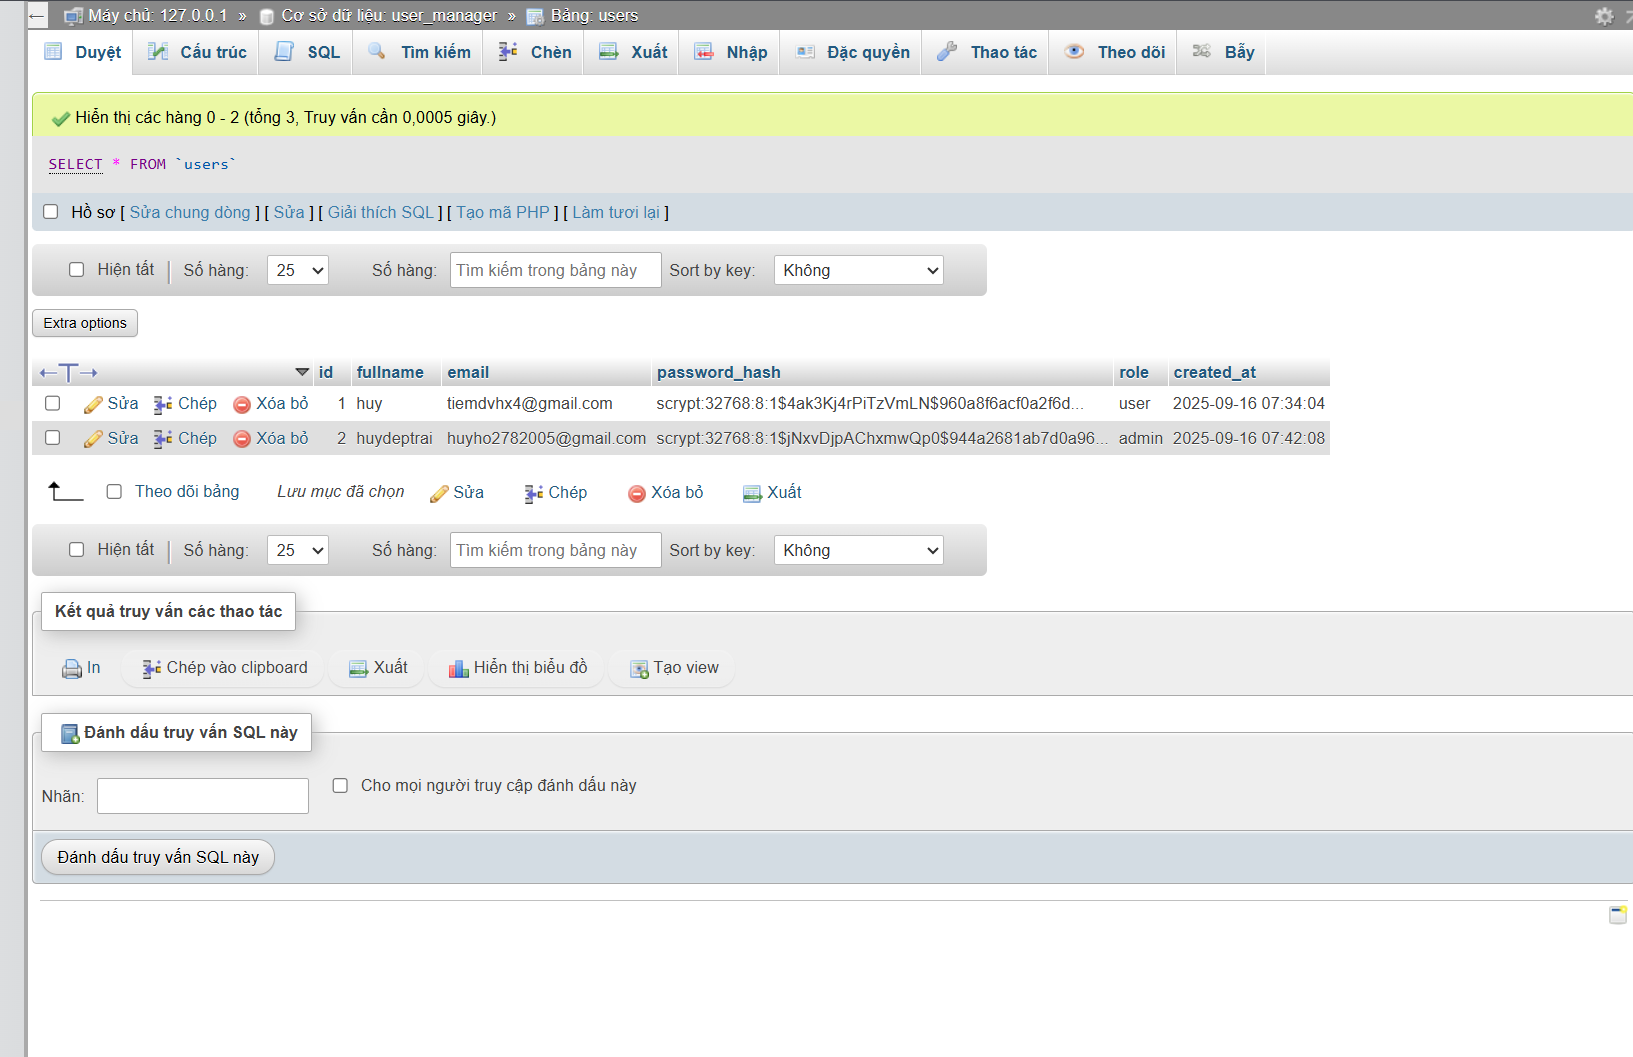 Máy chủ: 127.0.0.1 » Cơ sở dữ liệu: user_manager » Bảng: users
Duyệt Cấu trúc SQL Tìm kiếm Chèn Xuất Nhập Đặc quyền Thao tác Theo dõi Bẫy
Hiển thị các hàng 0 - 2 (tổng 3, Truy vấn cần 0,0005 giây.)
SELECT * FROM `users`
Hồ sơ [ Sửa chung dòng ] [ Sửa ] [ Giải thích SQL ] [ Tạo mã PHP ] [ Làm tươi lại ]
Hiện tất Số hàng: 25 Số hàng: Tìm kiếm trong bảng này Sort by key: Không
Extra options
id fullname email password_hash role created_at
Sửa Chép Xóa bỏ 1 huy tiemdvhx4@gmail.com scrypt:32768:8:1$4ak3Kj4rPiTzVmLN$960a8f6acf0a2f6d... user 2025-09-16 07:34:04
Sửa Chép Xóa bỏ 2 huydeptrai huyho2782005@gmail.com scrypt:32768:8:1$jNxvDjpAChxmwQp0$944a2681ab7d0a96... admin 2025-09-16 07:42:08
Theo dõi bảng Lưu mục đã chọn Sửa Chép Xóa bỏ Xuất
Hiện tất Số hàng: 25 Số hàng: Tìm kiếm trong bảng này Sort by key: Không
Kết quả truy vấn các thao tác
In Chép vào clipboard Xuất Hiển thị biểu đồ Tạo view
Đánh dấu truy vấn SQL này
Nhãn: Cho mọi người truy cập đánh dấu này
Đánh dấu truy vấn SQL này